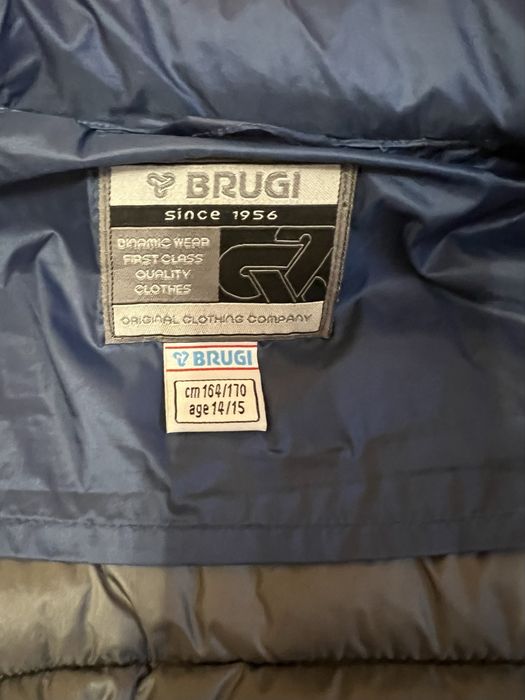 BRUGI
since 1956
DINAMIC WEAR
FIRST CLASS
QUALITY
CLOTHES
ORIGINAL CLOTHING COMPANY
BRUGI
cm 164/170
age 14/15